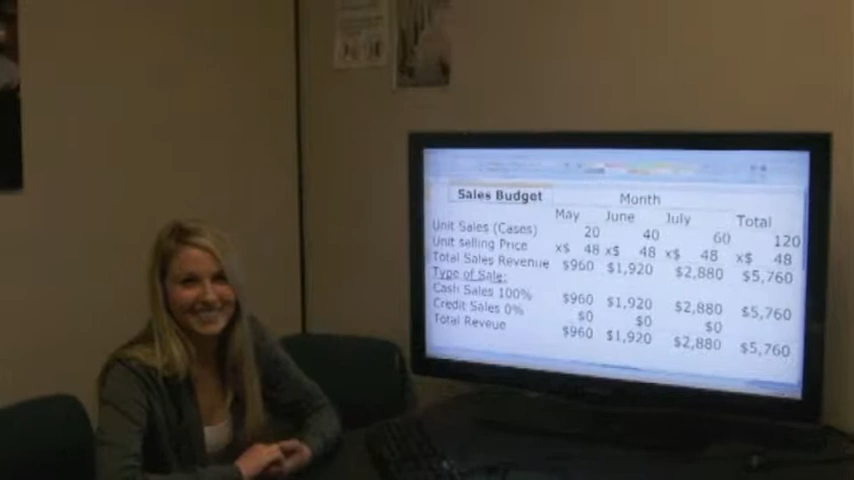 Sales Budget Month
May June July Total
Unit Sales (Cases) 20 40 60 120
Unit selling Price x$ 48 x$ 48 x$ 48 x$ 48
Total Sales Revenue $960 $1,920 $2,880 $5,760
Type of Sale:
Cash Sales 100% $960 $1,920 $2,880 $5,760
Credit Sales 0% $0 $0 $0
Total Reveue $960 $1,920 $2,880 $5,760